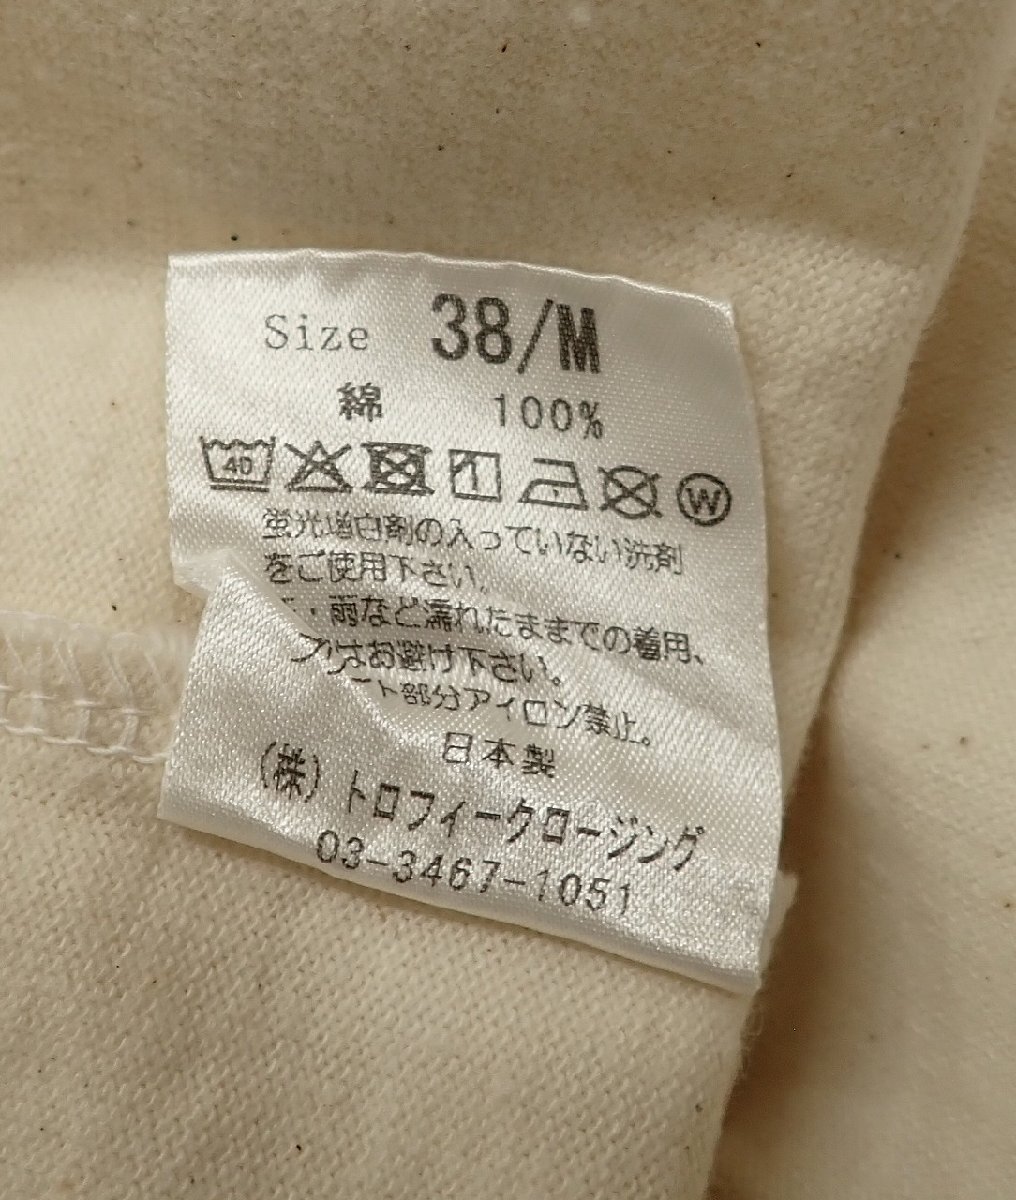 Size 38/M
綿 100%
40 W
蛍光増白剤の入っていない洗剤
をご使用下さい。
・雨など濡れたままでの着用、
はお避け下さい。
ト部分アイロン禁止。
日本製
(株)トロフィークロージング
03-3467-1051